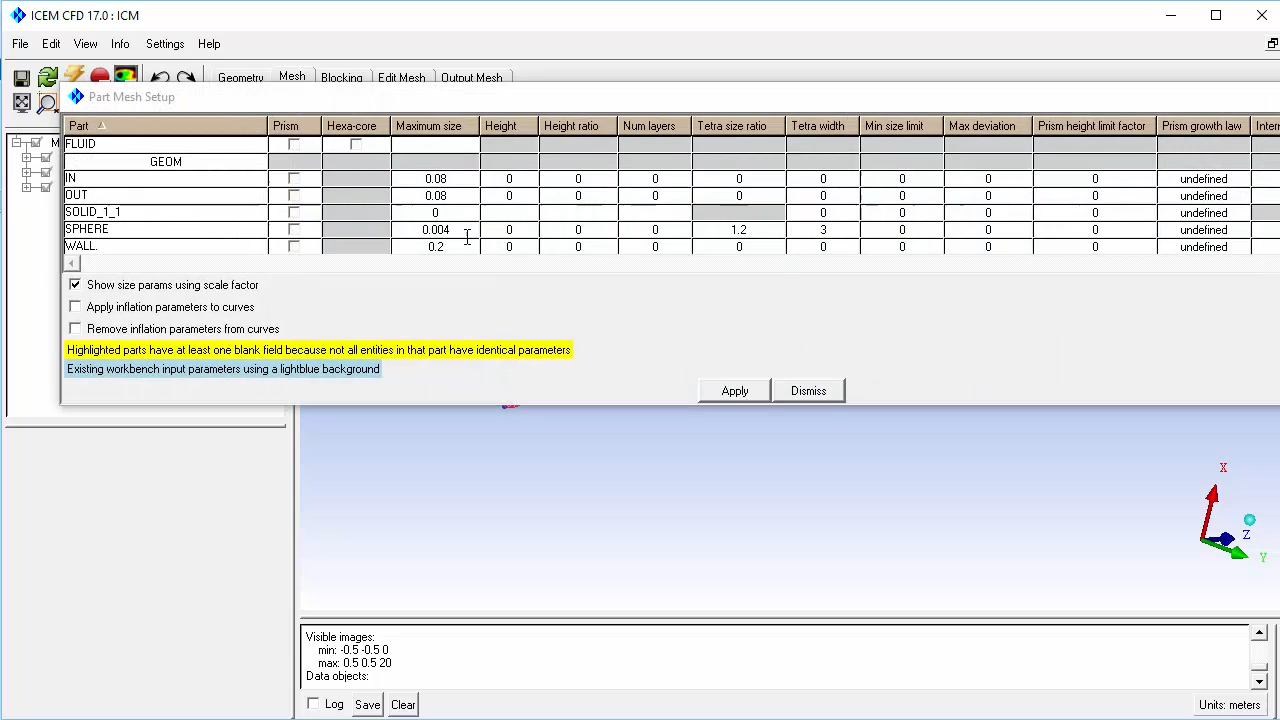 ICEM CFD 17.0 : ICM
File Edit View Info Settings Help
Geometry Mesh Blocking Edit Mesh Output Mesh
Part Mesh Setup
Part Prism Hexa-core Maximum size Height Height ratio Num layers Tetra size ratio Tetra width Min size limit Max deviation Prism height limit factor Prism growth law
FLUID
GEOM
IN 0.08 0 0 0 0 0 0 0 0 undefined
OUT 0.08 0 0 0 0 0 0 0 0 undefined
SOLID_1_1 0 0 0 0 0 undefined
SPHERE 0.004 0 0 0 1.2 3 0 0 0 undefined
WALL. 0.2 0 0 0 0 0 0 0 0 undefined
Show size params using scale factor
Apply inflation parameters to curves
Remove inflation parameters from curves
Highlighted parts have at least one blank field because not all entities in that part have identical parameters
Existing workbench input parameters using a lightblue background
Apply Dismiss
X
Z
Y
Visible images:
min: -0.5 -0.5 0
max: 0.5 0.5 20
Data objects:
Log Save Clear
Units: meters